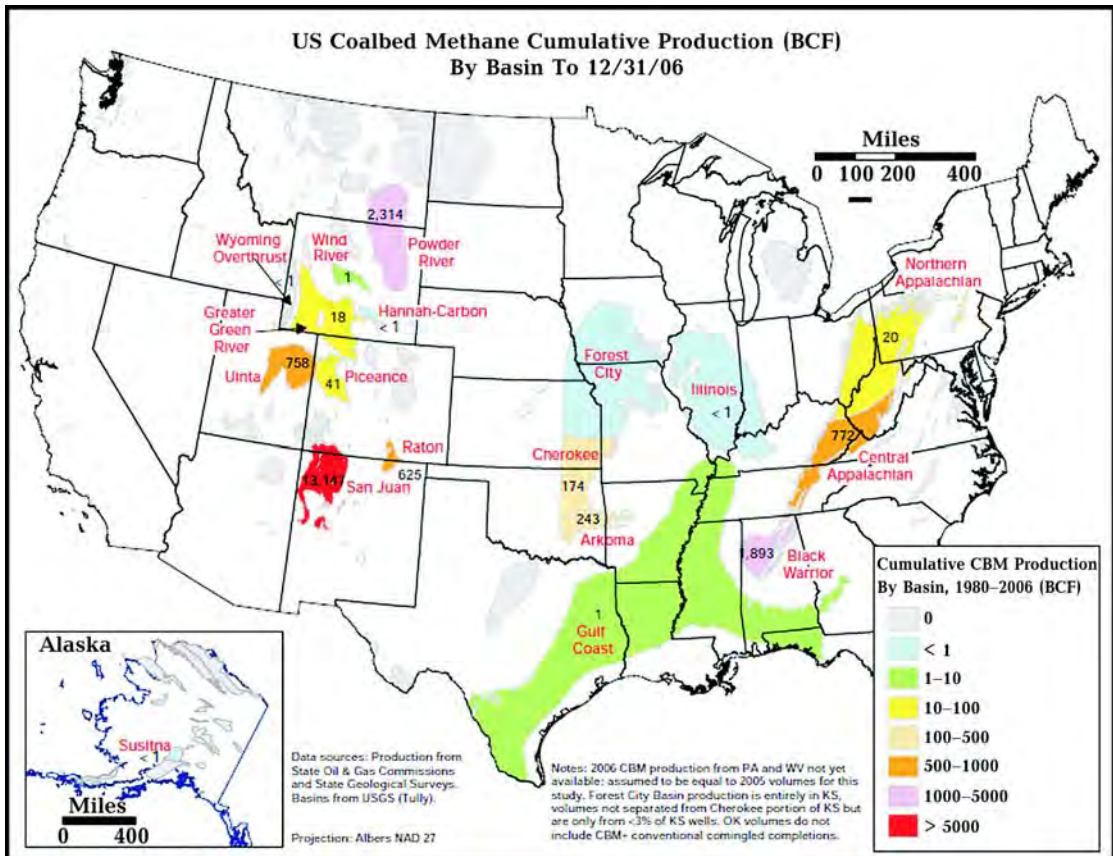 US Coalbed Methane Cumulative Production (BCF)
By Basin To 12/31/06
Miles
0 100 200 400
2,314
Wyoming
Overthrust
Wind
River
Powder
River
Northern
Appalachian
< 1
1
Greater
Green
River
18
Hannah-Carbon
< 1
20
Forest
City
Uinta
758
41
Piceance
Illinois
< 1
Raton
625
Cherokee
772
Central
Appalachian
13,147
San Juan
174
243
Arkoma
1,893
Black
Warrior
1
Gulf
Coast
Cumulative CBM Production
By Basin, 1980–2006 (BCF)
0
< 1
1–10
10–100
100–500
500–1000
1000–5000
> 5000
Alaska
Susitna
< 1
Miles
0 400
Data sources: Production from
State Oil & Gas Commissions
and State Geological Surveys.
Basins from USGS (Tully).
Projection: Albers NAD 27
Notes: 2006 CBM production from PA and WV not yet
available; assumed to be equal to 2005 volumes for this
study. Forest City Basin production is entirely in KS,
volumes not separated from Cherokee portion of KS but
are only from <3% of KS wells. OK volumes do not
include CBM+ conventional comingled completions.